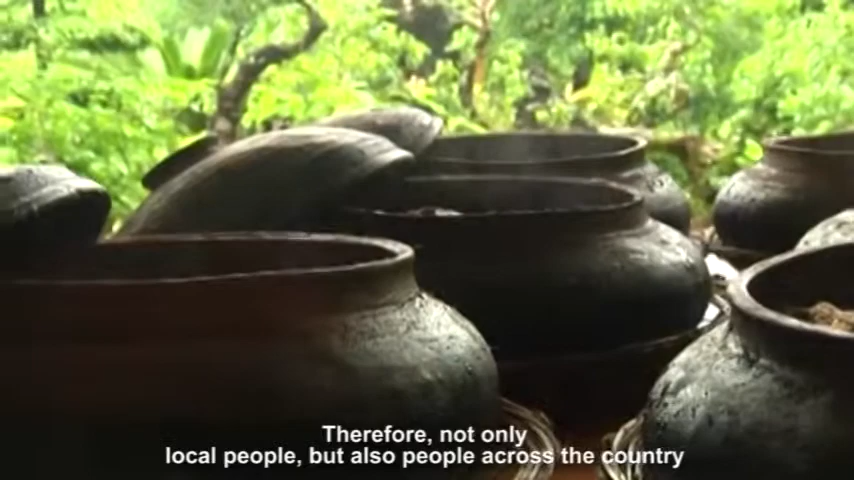 Therefore, not only
local people, but also people across the country